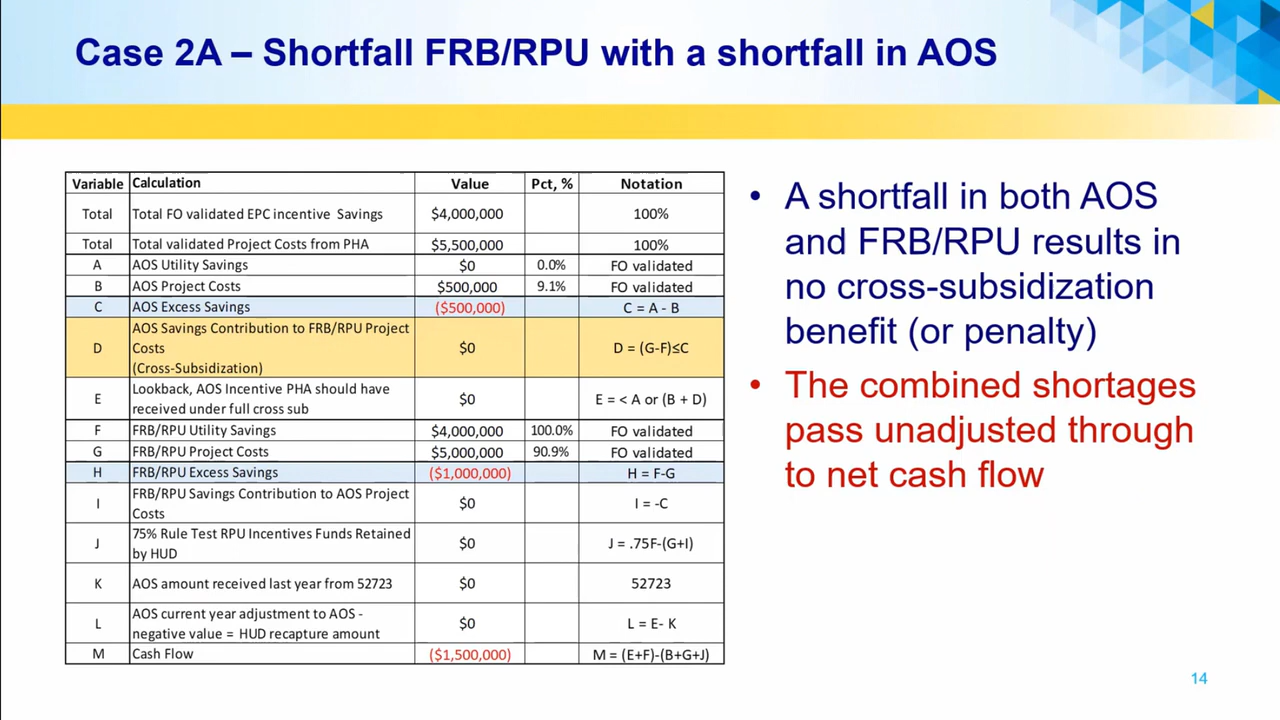 Case 2A – Shortfall FRB/RPU with a shortfall in AOS
Variable Calculation Value Pct, % Notation
Total Total FO validated EPC incentive Savings $4,000,000 100%
Total Total validated Project Costs from PHA $5,500,000 100%
A AOS Utility Savings $0 0.0% FO validated
B AOS Project Costs $500,000 9.1% FO validated
C AOS Excess Savings ($500,000) C = A - B
AOS Savings Contribution to FRB/RPU Project
D Costs $0 D = (G-F)≤C
(Cross-Subsidization)
Lookback, AOS Incentive PHA should have
E received under full cross sub $0 E = < A or (B + D)
F FRB/RPU Utility Savings $4,000,000 100.0% FO validated
G FRB/RPU Project Costs $5,000,000 90.9% FO validated
H FRB/RPU Excess Savings ($1,000,000) H = F-G
FRB/RPU Savings Contribution to AOS Project
I Costs $0 I = -C
75% Rule Test RPU Incentives Funds Retained
J by HUD $0 J = .75F-(G+I)
K AOS amount received last year from 52723 $0 52723
AOS current year adjustment to AOS -
L negative value = HUD recapture amount $0 L = E- K
M Cash Flow ($1,500,000) M = (E+F)-(B+G+J)
• A shortfall in both AOS
and FRB/RPU results in
no cross-subsidization
benefit (or penalty)
• The combined shortages
pass unadjusted through
to net cash flow
14